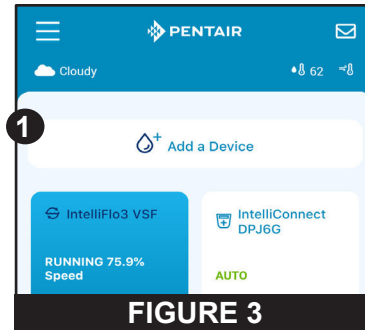 PENTAIR
Cloudy 62
1
Add a Device
IntelliFlo3 VSF
RUNNING 75.9%
Speed
IntelliConnect
DPJ6G
AUTO
FIGURE 3